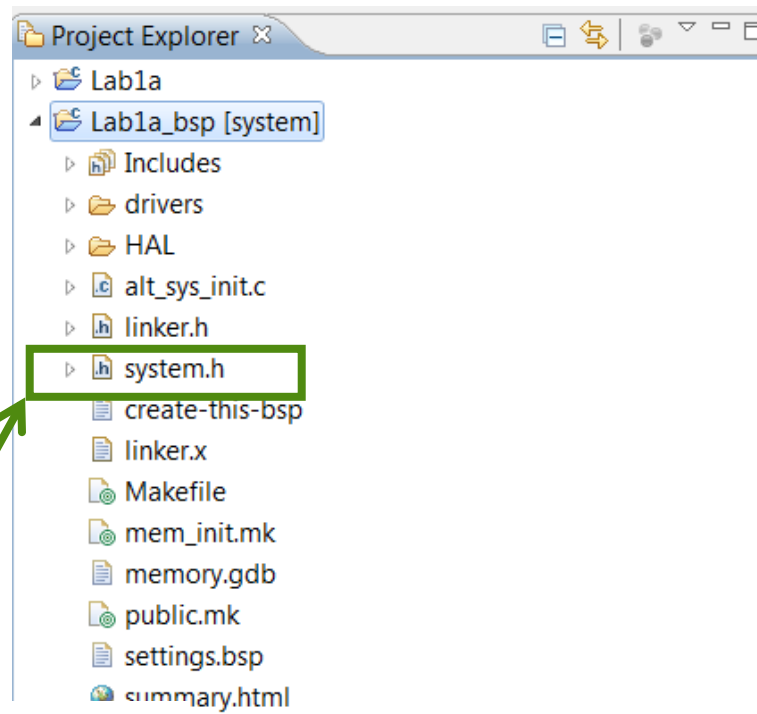 Project Explorer
Lab1a
Lab1a_bsp [system]
Includes
drivers
HAL
alt_sys_init.c
linker.h
system.h
create-this-bsp
linker.x
Makefile
mem_init.mk
memory.gdb
public.mk
settings.bsp
summary.html